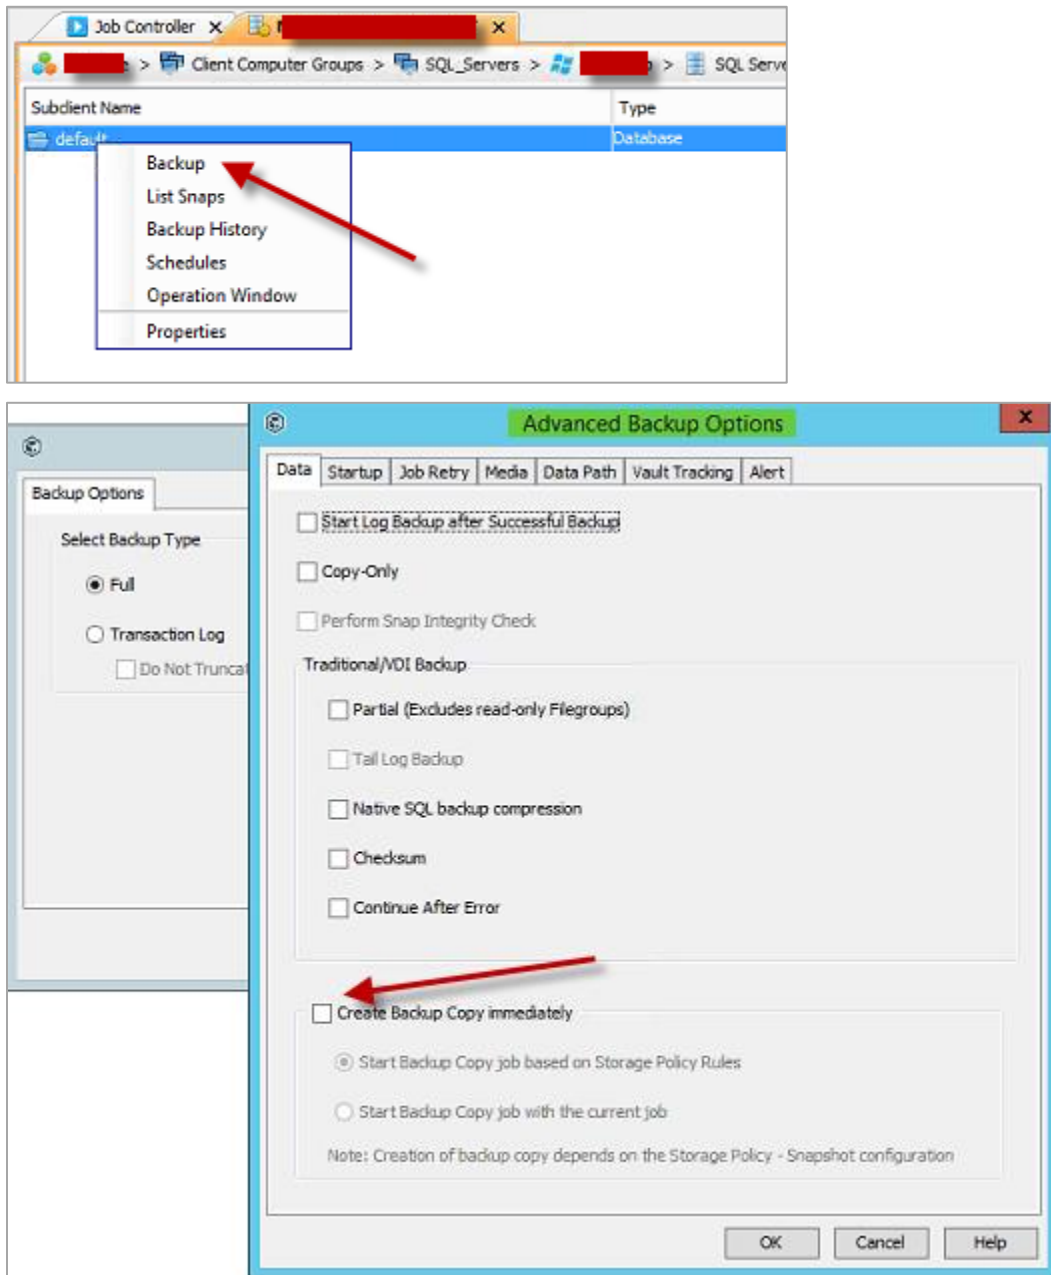 Job Controller
> Client Computer Groups > SQL_Servers > > SQL Serve
Subclient Name Type
default Database
Backup
List Snaps
Backup History
Schedules
Operation Window
Properties
Advanced Backup Options
Backup Options
Select Backup Type
Full
Transaction Log
Do Not Truncat
Data Startup Job Retry Media Data Path Vault Tracking Alert
Start Log Backup after Successful Backup
Copy-Only
Perform Snap Integrity Check
Traditional/VDI Backup
Partial (Excludes read-only Filegroups)
Tail Log Backup
Native SQL backup compression
Checksum
Continue After Error
Create Backup Copy immediately
Start Backup Copy job based on Storage Policy Rules
Start Backup Copy job with the current job
Note: Creation of backup copy depends on the Storage Policy - Snapshot configuration
OK Cancel Help